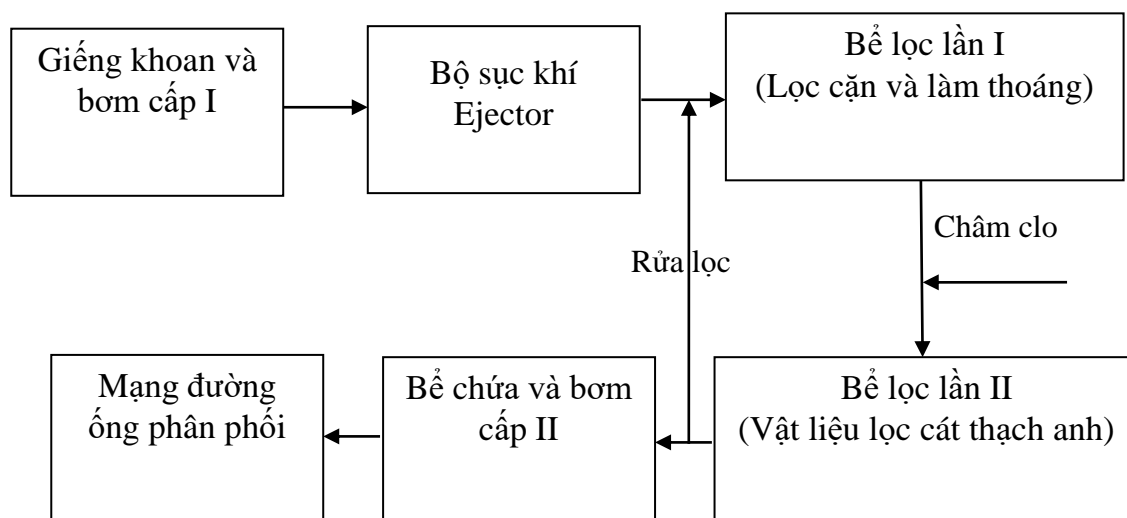 Giếng khoan và
bơm cấp I
Bộ sục khí
Ejector
Bể lọc lần I
(Lọc cặn và làm thoáng)
Châm clo
Rửa lọc
Mạng đường
ống phân phối
Bể chứa và bơm
cấp II
Bể lọc lần II
(Vật liệu lọc cát thạch anh)